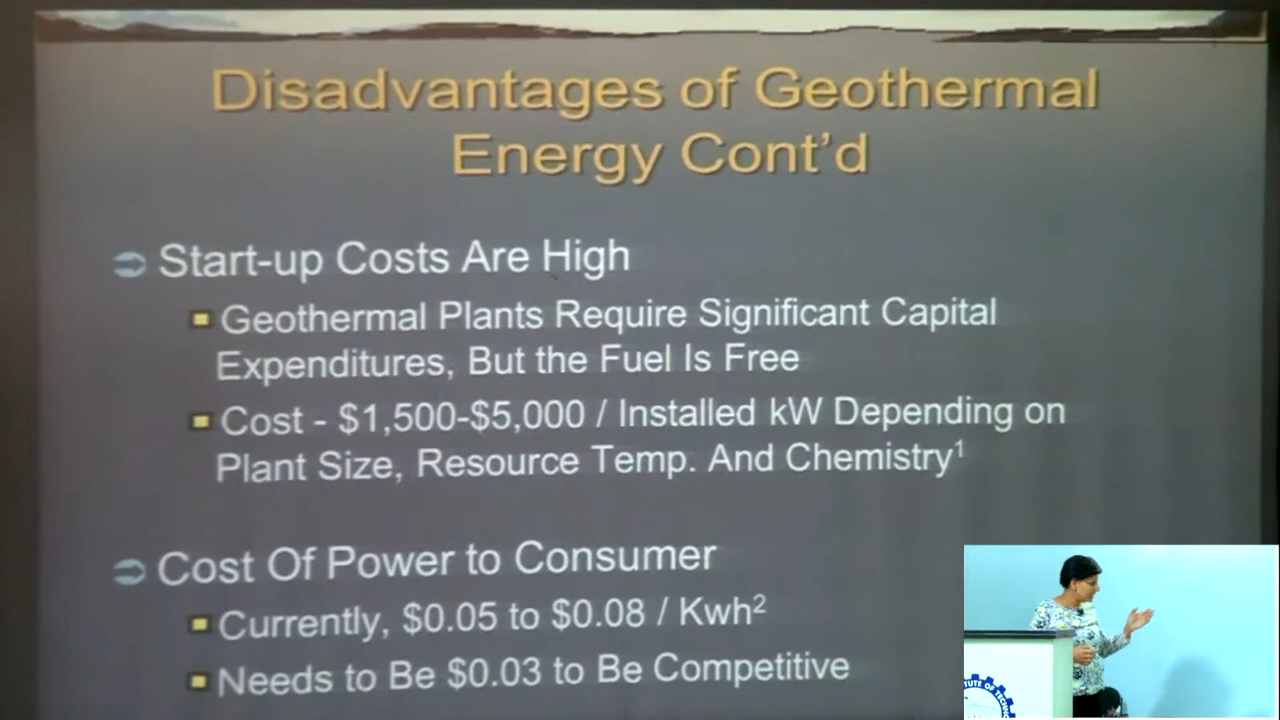 Disadvantages of Geothermal
Energy Cont'd
Start-up Costs Are High
Geothermal Plants Require Significant Capital
Expenditures, But the Fuel Is Free
Cost - $1,500-$5,000 / Installed kW Depending on
Plant Size, Resource Temp. And Chemistry¹
Cost Of Power to Consumer
Currently, $0.05 to $0.08 / Kwh²
Needs to Be $0.03 to Be Competitive